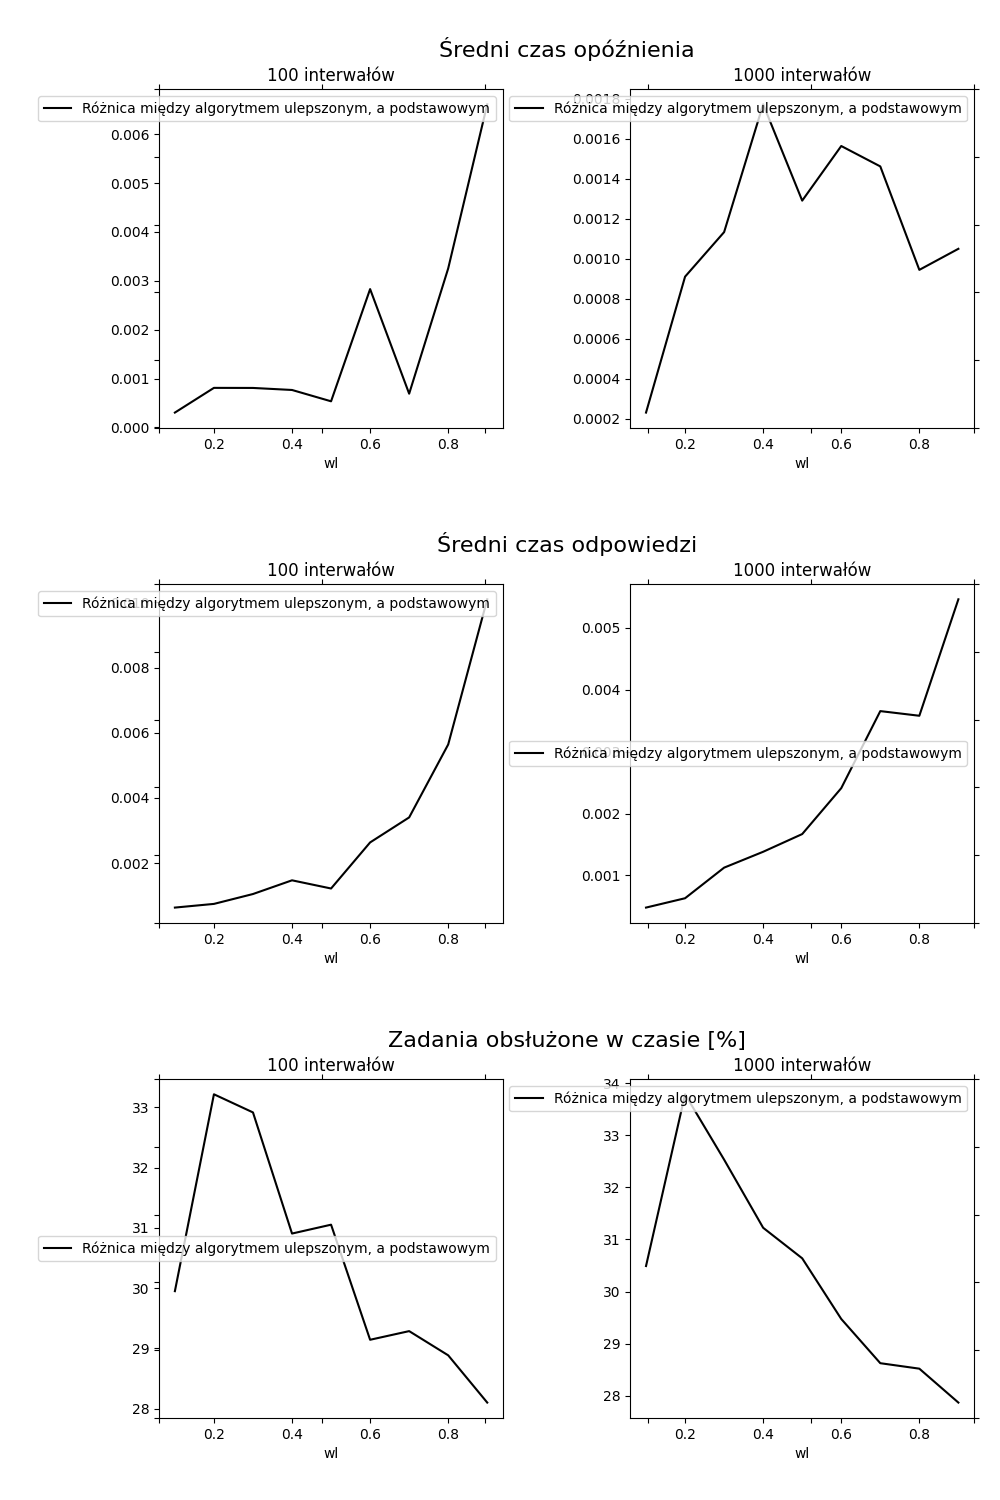 Średni czas opóźnienia
100 interwałów
Różnica między algorytmem ulepszonym, a podstawowym
0.006
0.005
0.004
0.003
0.002
0.001
0.000
0.2 0.4 0.6 0.8
wl
1000 interwałów
Różnica między algorytmem ulepszonym, a podstawowym
0.0018
0.0016
0.0014
0.0012
0.0010
0.0008
0.0006
0.0004
0.0002
0.2 0.4 0.6 0.8
wl
Średni czas odpowiedzi
100 interwałów
Różnica między algorytmem ulepszonym, a podstawowym
0.008
0.006
0.004
0.002
0.2 0.4 0.6 0.8
wl
1000 interwałów
0.005
0.004
Różnica między algorytmem ulepszonym, a podstawowym
0.002
0.001
0.2 0.4 0.6 0.8
wl
Zadania obsłużone w czasie [%]
100 interwałów
33
32
31
Różnica między algorytmem ulepszonym, a podstawowym
30
29
28
0.2 0.4 0.6 0.8
wl
1000 interwałów
34
Różnica między algorytmem ulepszonym, a podstawowym
33
32
31
30
29
28
0.2 0.4 0.6 0.8
wl